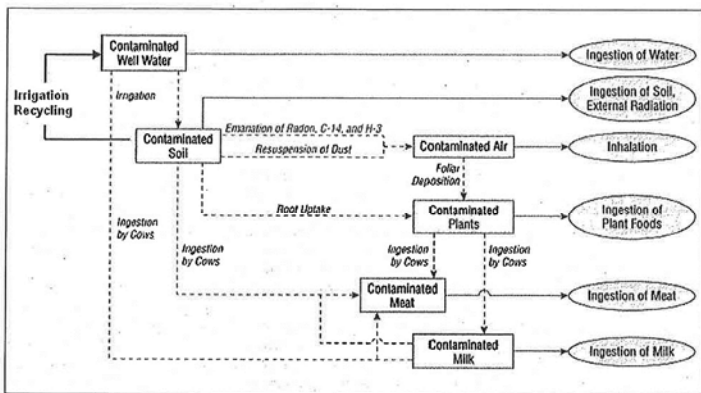 Contaminated
Well Water
Ingestion of Water
Irrigation
Recycling
Irrigation
Ingestion of Soil,
External Radiation
Contaminated
Soil
Emanation of Radon, C-14, and H-3
Resuspension of Dust
Contaminated Air
Inhalation
Foliar
Deposition
Root Uptake
Contaminated
Plants
Ingestion of
Plant Foods
Ingestion
by Cows
Ingestion
by Cows
Ingestion
by Cows
Ingestion
by Cows
Contaminated
Meat
Ingestion of Meat
Contaminated
Milk
Ingestion of Milk